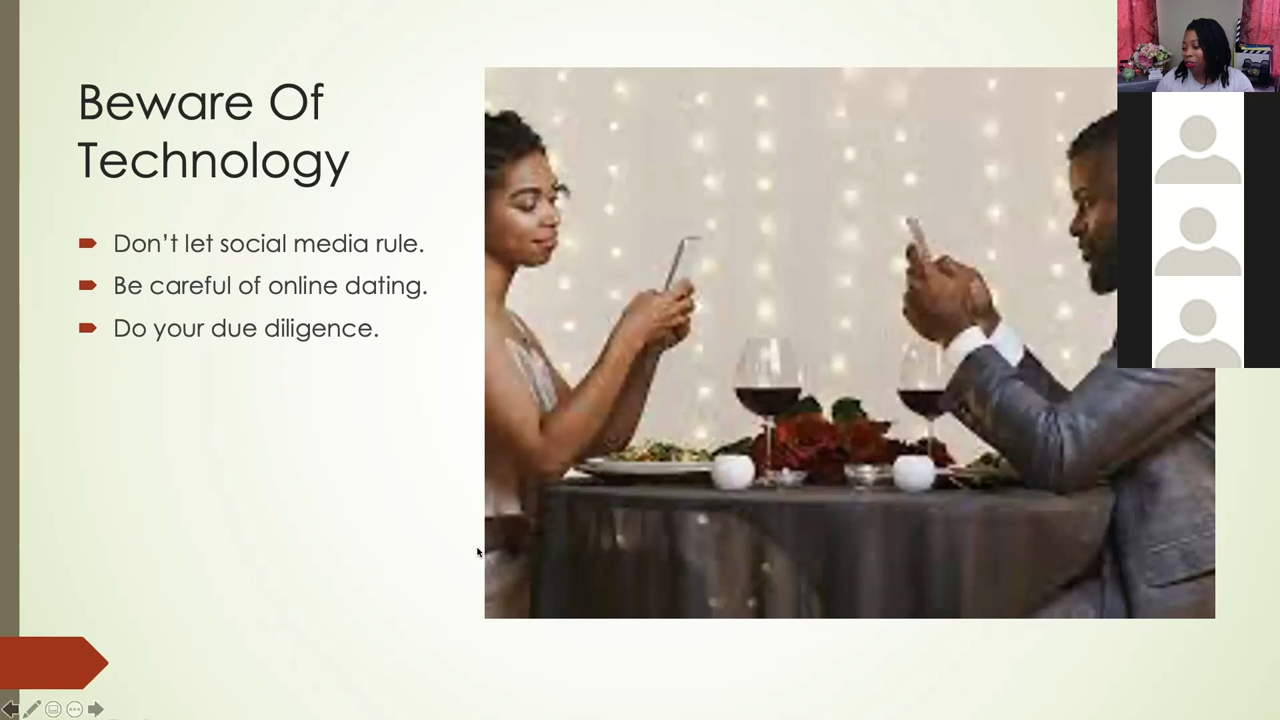 Beware Of
Technology
Don’t let social media rule.
Be careful of online dating.
Do your due diligence.